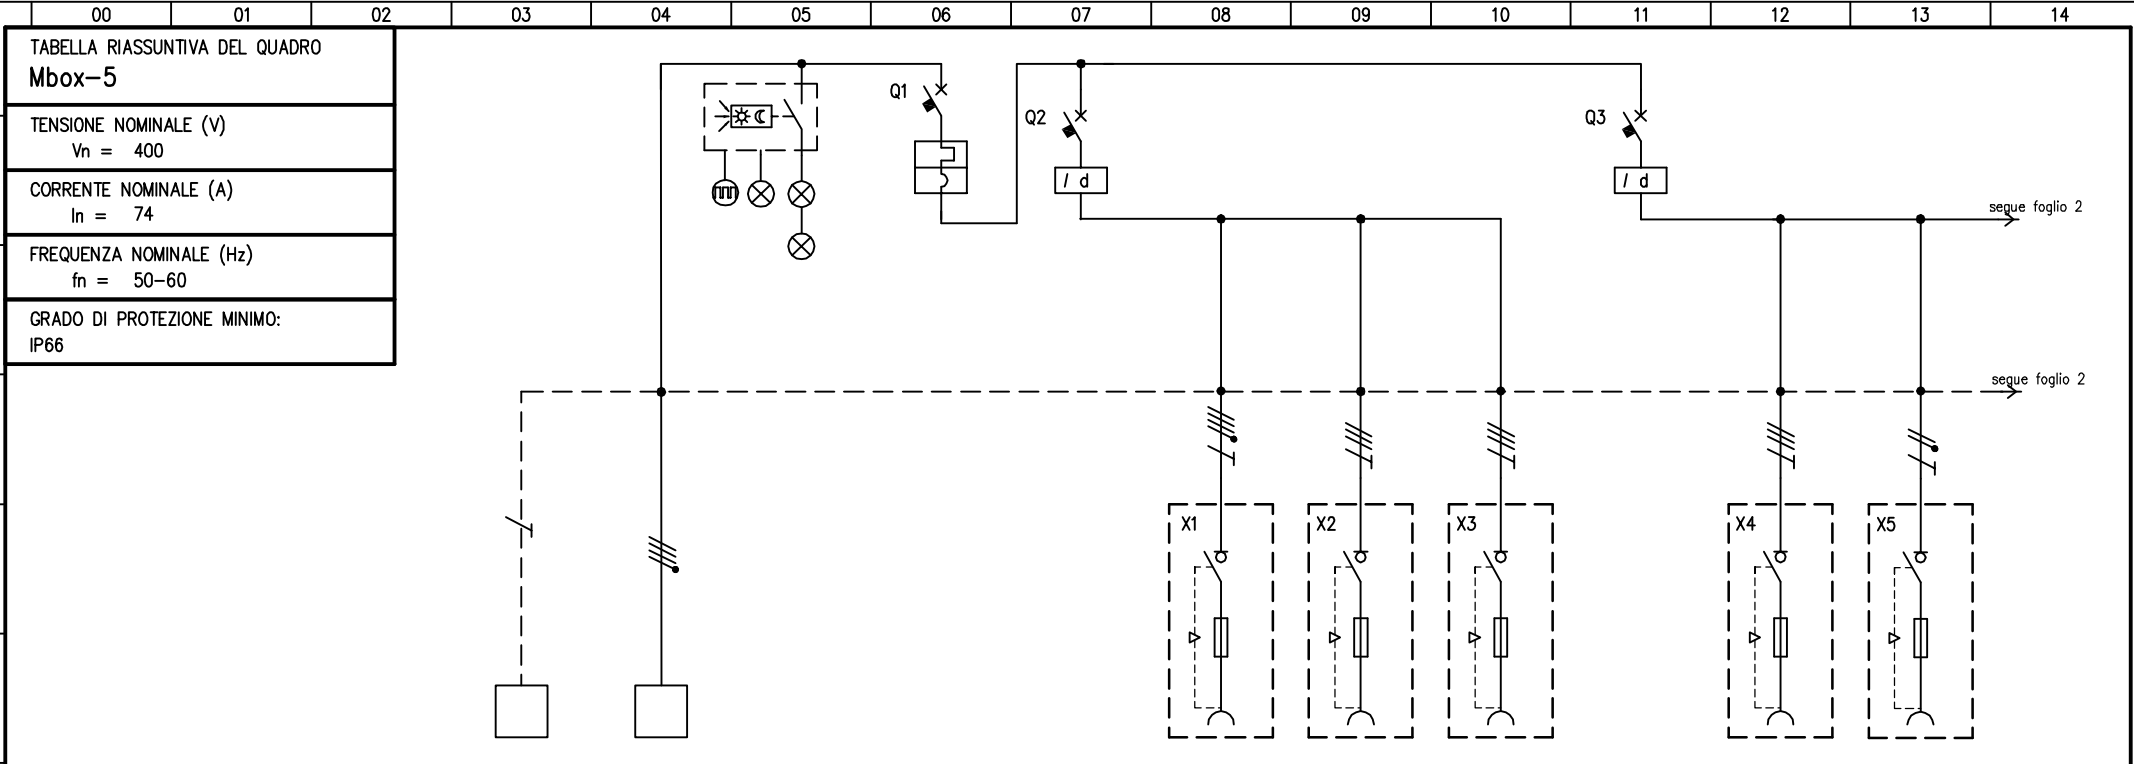 00 01 02 03 04 05 06 07 08 09 10 11 12 13 14
TABELLA RIASSUNTIVA DEL QUADRO
Mbox-5
TENSIONE NOMINALE (V)
Vn = 400
CORRENTE NOMINALE (A)
In = 74
FREQUENZA NOMINALE (Hz)
fn = 50-60
GRADO DI PROTEZIONE MINIMO:
IP66
Q1
Q2
Q3
I d
I d
segue foglio 2
segue foglio 2
X1
X2
X3
X4
X5